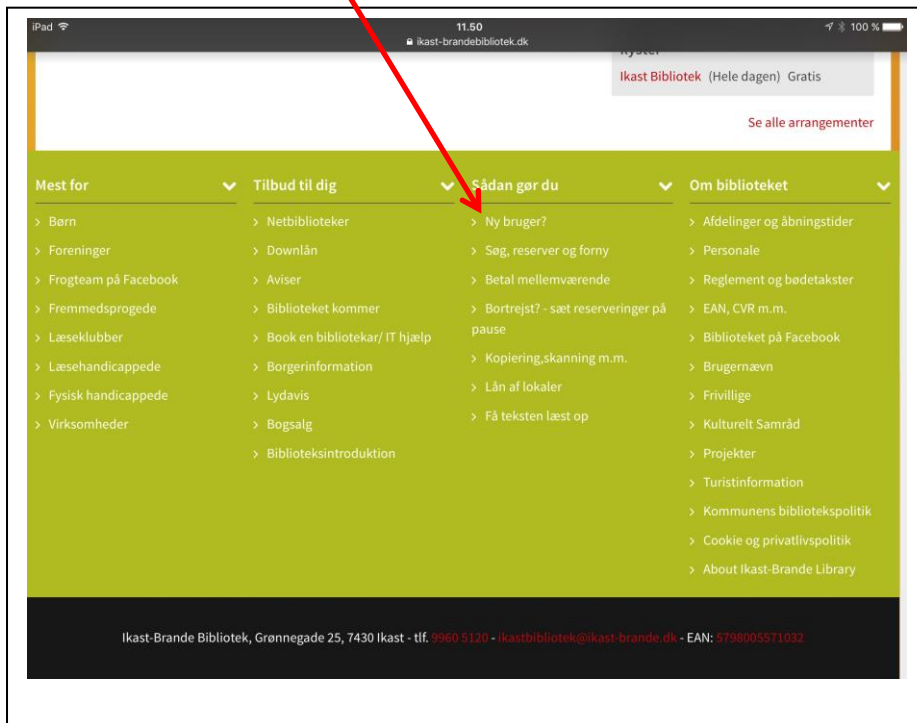 iPad
11.50
100 %
ikast-brandebibliotek.dk
Ikast Bibliotek (Hele dagen) Gratis
Se alle arrangementer
Mest for
> Børn
> Foreninger
> Frogteam på Facebook
> Fremmedsprogede
> Læseklubber
> Læsehandicappede
> Fysisk handicappede
> Virksomheder
Tilbud til dig
> Netbiblioteker
> Downlån
> Aviser
> Biblioteket kommer
> Book en bibliotekar/ IT hjælp
> Borgerinformation
> Lydavis
> Bogsalg
> Biblioteksintroduktion
Sådan gør du
> Ny bruger?
> Søg, reserver og forny
> Betal mellemværende
> Bortrejst? - sæt reserveringer på
pause
> Kopiering,skanning m.m.
> Lån af lokaler
> Få teksten læst op
Om biblioteket
> Afdelinger og åbningstider
> Personale
> Reglement og bødetakster
> EAN, CVR m.m.
> Biblioteket på Facebook
> Brugernævn
> Frivillige
> Kulturelt Samråd
> Projekter
> Turistinformation
> Kommunens bibliotekspolitik
> Cookie og privatlivspolitik
> About Ikast-Brande Library
Ikast-Brande Bibliotek, Grønnegade 25, 7430 Ikast - tlf. 9960 5120 - ikastbibliotek@ikast-brande.dk - EAN: 5798005571032